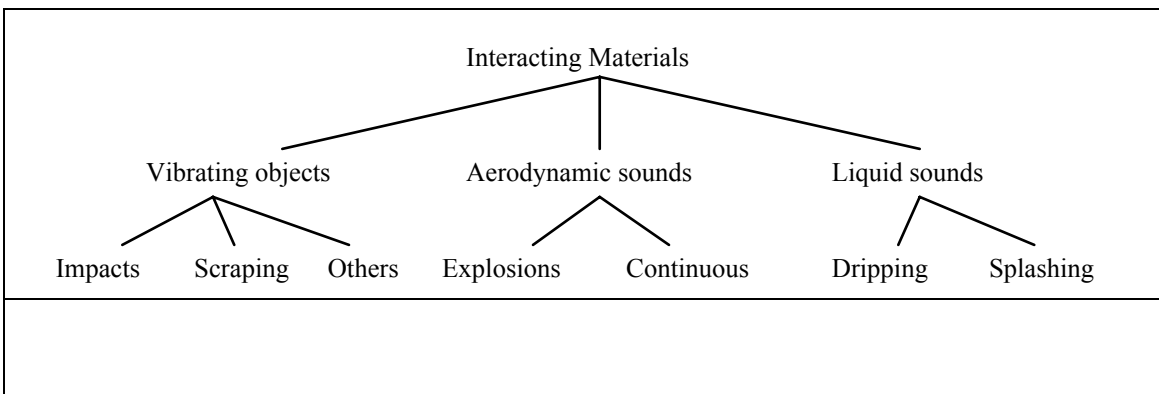 Interacting Materials
Vibrating objects Aerodynamic sounds Liquid sounds
Impacts Scraping Others Explosions Continuous Dripping Splashing